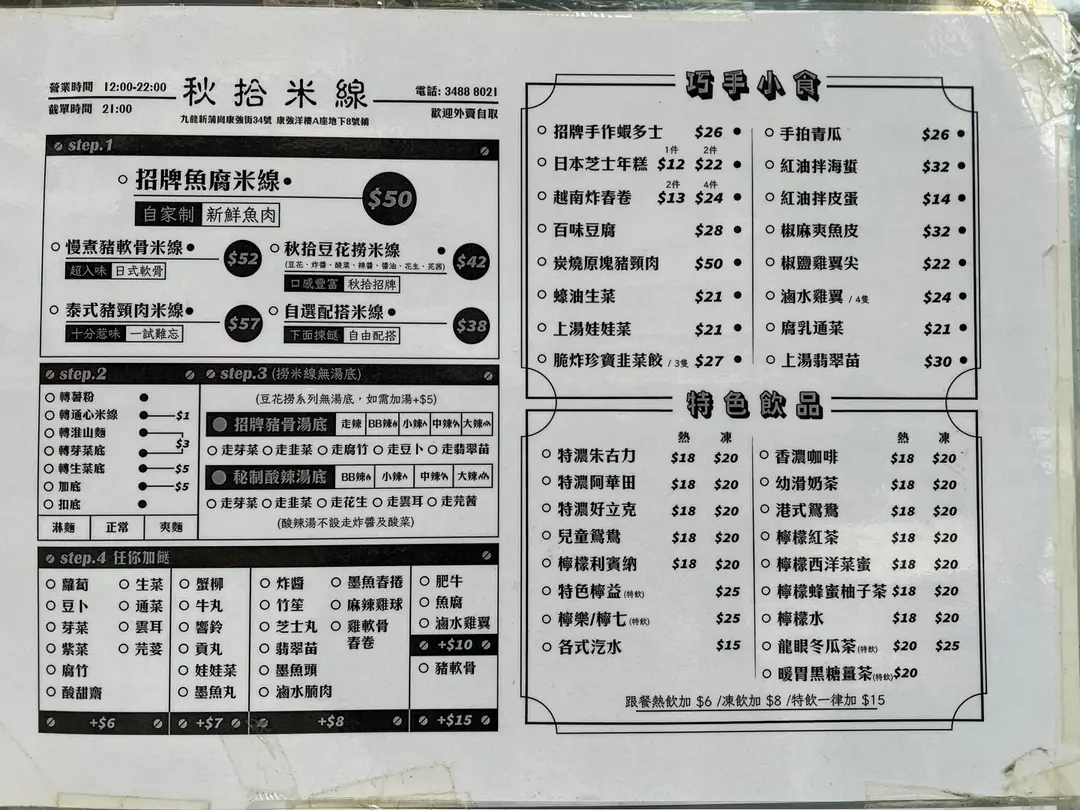 營業時間 12:00-22:00
截單時間 21:00
秋拾米線
九龍新蒲崗康強街34號 康強洋樓A座地下8號舖
電話: 3488 8021
歡迎外賣自取
step.1
招牌魚腐米線
$50
自家制 新鮮魚肉
慢煮豬軟骨米線
$52
超入味 日式軟骨
秋拾豆花撈米線
(豆花、炸醬、酸菜、辣醬、醬油、花生、芫茜)
$42
口感豐富 秋拾招牌
泰式豬頸肉米線
$57
十分惹味 一試難忘
自選配搭米線
$38
下面揀餸 自由配搭
step.2
轉薯粉
轉通心米線 $1
轉淮山麵
$3
轉芽菜底
轉生菜底 $5
加底 $5
扣底
淋麵 正常 爽麵
step.3 (撈米線無湯底)
(豆花撈系列無湯底，如需加湯+$5)
招牌豬骨湯底 走辣 BB辣 小辣 中辣 大辣
走芽菜 走韭菜 走腐竹 走豆卜 走翡翠苗
秘制酸辣湯底 BB辣 小辣 中辣 大辣
走芽菜 走韭菜 走花生 走雲耳 走芫茜
(酸辣湯不設走炸醬及酸菜)
step.4 任你加餸
蘿蔔 生菜
豆卜 通菜
芽菜 雲耳
紫菜 芫荽
腐竹
酸甜齋
+$6
蟹柳
牛丸
響鈴
貢丸
娃娃菜
墨魚丸
+$7
炸醬 墨魚春捲
竹笙 麻辣雞球
芝士丸 雞軟骨
春卷
翡翠苗
墨魚頭
滷水腩肉
+$8
肥牛
魚腐
滷水雞翼
+$10
豬軟骨
+$15
巧手小食
招牌手作蝦多士 $26
1件 2件
日本芝士年糕 $12 $22
2件 4件
越南炸春卷 $13 $24
百味豆腐 $28
炭燒原塊豬頸肉 $50
蠔油生菜 $21
上湯娃娃菜 $21
脆炸珍寶韭菜餃 / 3隻 $27
手拍青瓜 $26
紅油拌海蜇 $32
紅油拌皮蛋 $14
椒麻爽魚皮 $32
椒鹽雞翼尖 $22
滷水雞翼 / 4隻 $24
腐乳通菜 $21
上湯翡翠苗 $30
特色飲品
熱 凍
特濃朱古力 $18 $20
特濃阿華田 $18 $20
特濃好立克 $18 $20
兒童鴛鴦 $18 $20
檸檬利賓納 $18 $20
特色檸益(特飲) $25
檸樂/檸七(特飲) $25
各式汽水 $15
熱 凍
香濃咖啡 $18 $20
幼滑奶茶 $18 $20
港式鴛鴦 $18 $20
檸檬紅茶 $18 $20
檸檬西洋菜蜜 $18 $20
檸檬蜂蜜柚子茶 $18 $20
檸檬水 $18 $20
龍眼冬瓜茶(特飲) $20 $25
暖胃黑糖薑茶(特飲) $20
跟餐熱飲加 $6 /凍飲加 $8 /特飲一律加 $15